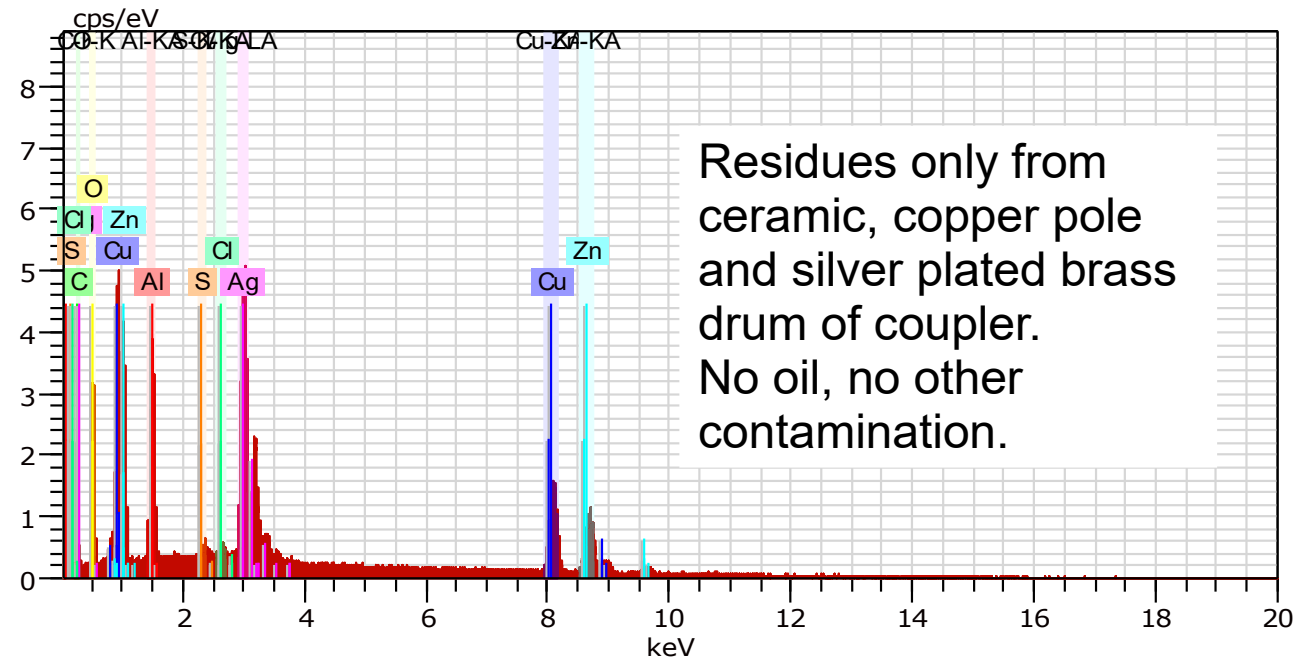 cps/eV
Cu-KA Zn-KA
8
7
6
5
4
3
2
1
0
O
Cl Zn
S Cu Cl Zn
C Al S Ag Cu
Residues only from
ceramic, copper pole
and silver plated brass
drum of coupler.
No oil, no other
contamination.
2 4 6 8 10 12 14 16 18 20
keV